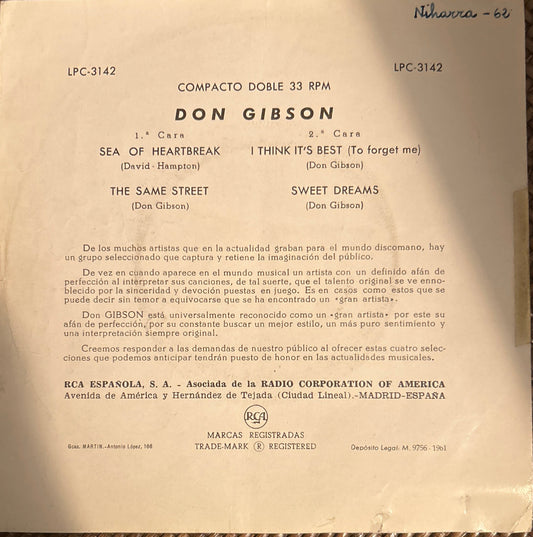 Niharra - 62
LPC-3142
LPC-3142
COMPACTO DOBLE 33 RPM
DON GIBSON
1.ª Cara
SEA OF HEARTBREAK
(David - Hampton)
THE SAME STREET
(Don Gibson)
2.ª Cara
I THINK IT'S BEST (To forget me)
(Don Gibson)
SWEET DREAMS
(Don Gibson)
De los muchos artistas que en la actualidad graban para el mundo discomano, hay
un grupo seleccionado que captura y retiene la imaginación del público.
De vez en cuando aparece en el mundo musical un artista con un definido afán de
perfección al interpretar sus canciones, de tal suerte, que el talento original se ve enno-
blecido por la sinceridad y devoción puestas en juego. Es en casos como éstos que se
puede decir sin temor a equivocarse que se ha encontrado un «gran artista».
Don GIBSON está universalmente reconocido como un «gran artista» por este su
afán de perfección, por su constante buscar un mejor estilo, un más puro sentimiento y
una interpretación siempre original.
Creemos responder a las demandas de nuestro público al ofrecer estas cuatro selec-
ciones que podemos anticipar tendrán puesto de honor en las actualidades musicales.
RCA ESPAÑOLA, S. A. - Asociada de la RADIO CORPORATION OF AMERICA
Avenida de América y Hernández de Tejada (Ciudad Lineal).-MADRID-ESPAÑA
RCA
MARCAS REGISTRADAS
TRADE-MARK ® REGISTERED
Gcas. MARTIN.-Antonio López, 166
Depósito Legal: M. 9756 - 1961